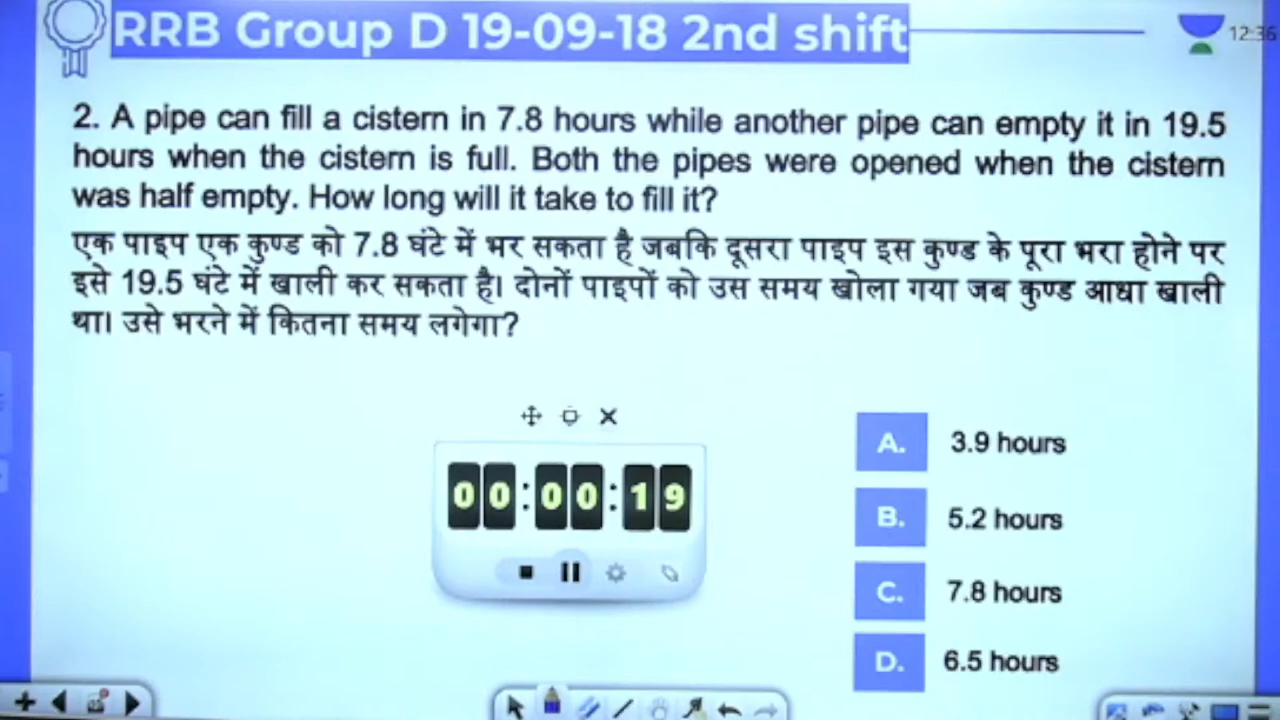 RRB Group D 19-09-18 2nd shift
12:36
2. A pipe can fill a cistern in 7.8 hours while another pipe can empty it in 19.5
hours when the cistern is full. Both the pipes were opened when the cistern
was half empty. How long will it take to fill it?
एक पाइप एक कुण्ड को 7.8 घंटे में भर सकता है जबकि दूसरा पाइप इस कुण्ड के पूरा भरा होने पर
इसे 19.5 घंटे में खाली कर सकता है। दोनों पाइपों को उस समय खोला गया जब कुण्ड आधा खाली
था। उसे भरने में कितना समय लगेगा?
00:00:19
A. 3.9 hours
B. 5.2 hours
C. 7.8 hours
D. 6.5 hours